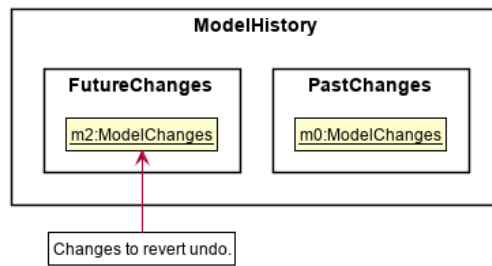 ModelHistory
FutureChanges
m2:ModelChanges
PastChanges
m0:ModelChanges
Changes to revert undo.